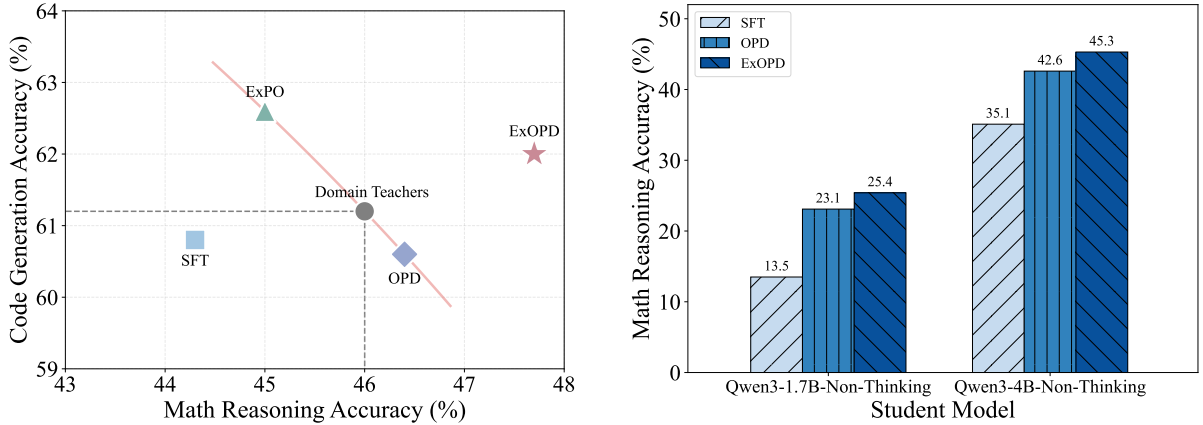 Code Generation Accuracy (%)
64
63
62
61
60
59
43
44
45
46
47
48
Math Reasoning Accuracy (%)
ExPO
ExOPD
Domain Teachers
SFT
OPD
Math Reasoning Accuracy (%)
50
40
30
20
10
0
SFT
OPD
ExOPD
13.5
23.1
25.4
35.1
42.6
45.3
Qwen3-1.7B-Non-Thinking
Qwen3-4B-Non-Thinking
Student Model